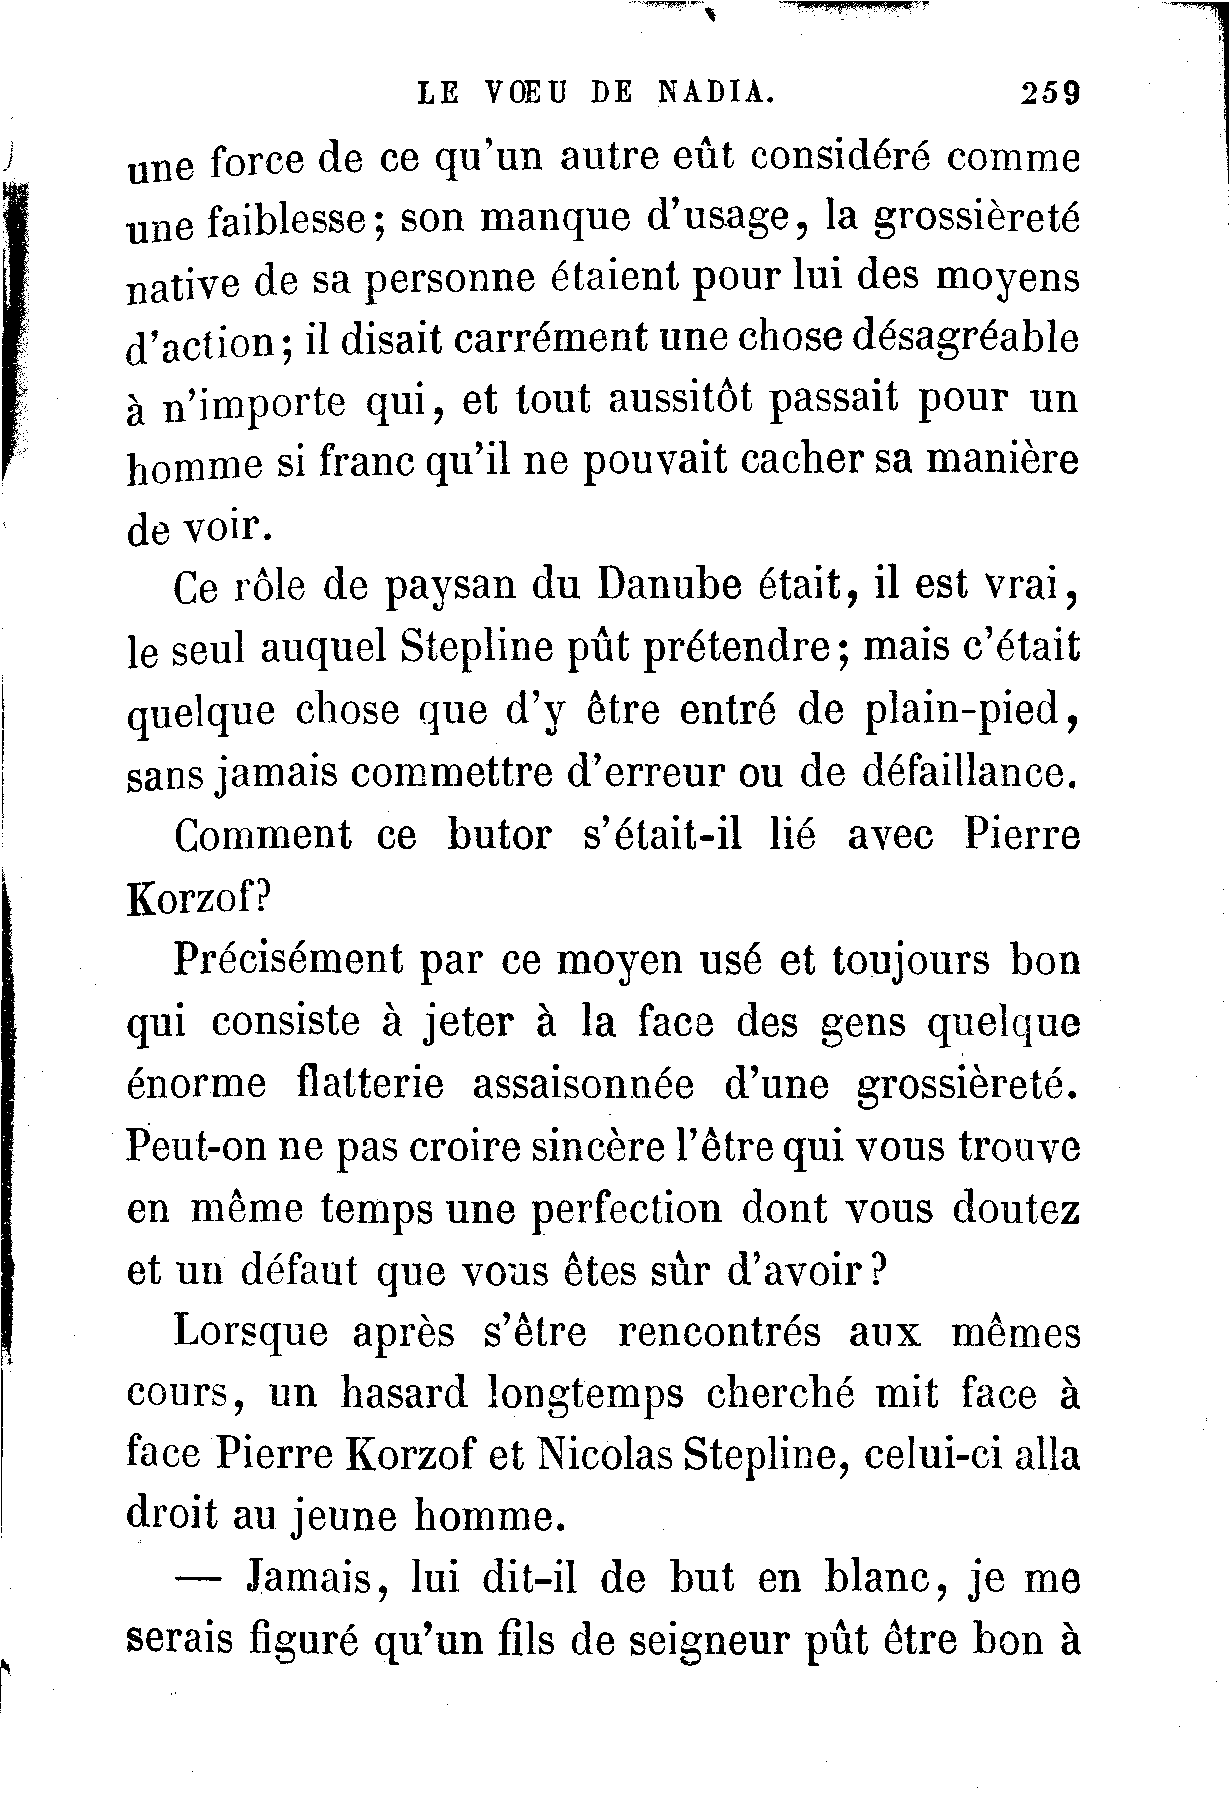 LE VŒU DE NADIA. 259
une force de ce qu'un autre eût considéré comme
une faiblesse; son manque d'usage, la grossièreté
native de sa personne étaient pour lui des moyens
d'action; il disait carrément une chose désagréable
à n'importe qui, et tout aussitôt passait pour un
homme si franc qu'il ne pouvait cacher sa manière
de voir.
Ce rôle de paysan du Danube était, il est vrai,
le seul auquel Stepline pût prétendre; mais c'était
quelque chose que d'y être entré de plain-pied,
sans jamais commettre d'erreur ou de défaillance.
Comment ce butor s'était-il lié avec Pierre
Korzof?
Précisément par ce moyen usé et toujours bon
qui consiste à jeter à la face des gens quelque
énorme flatterie assaisonnée d'une grossièreté.
Peut-on ne pas croire sincère l'être qui vous trouve
en même temps une perfection dont vous doutez
et un défaut que vous êtes sûr d'avoir?
Lorsque après s'être rencontrés aux mêmes
cours, un hasard longtemps cherché mit face à
face Pierre Korzof et Nicolas Stepline, celui-ci alla
droit au jeune homme.
— Jamais, lui dit-il de but en blanc, je me
serais figuré qu'un fils de seigneur pût être bon à